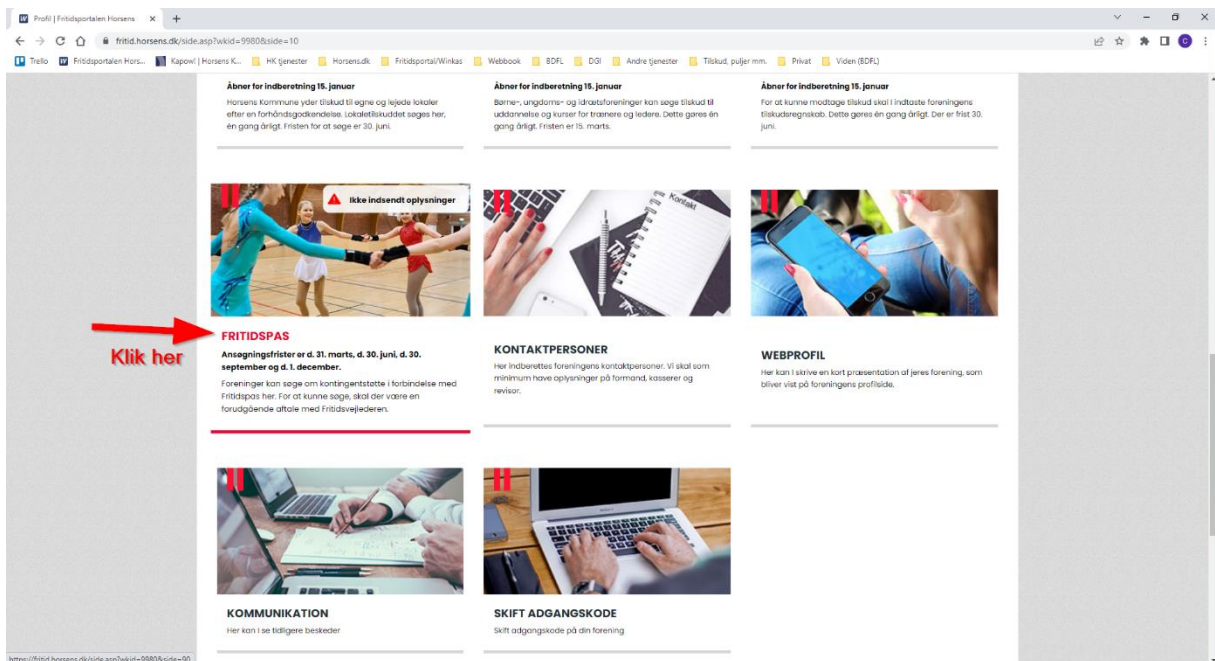 Profil | Fritidsportalen Horsens
fritid.horsens.dk/side.asp?wkid=9980&side=10
Trello
Fritidsportalen Hors...
Kapow! | Horsens K...
HK tjenester
Horsens.dk
Fritidsportal/Winkas
Webbook
BDFL
DGI
Andre tjenester
Tilskud, puljer mm.
Privat
Viden (BDFL)
Åbner for indberetning 15. januar
Horsens Kommune yder tilskud til egne og lejede lokaler
efter en forhåndsgodkendelse. Lokaletilskuddet søges her,
én gang årligt. Fristen for at søge er 30. juni.
Åbner for indberetning 15. januar
Børne-, ungdoms- og idrætsforeninger kan søge tilskud til
uddannelse og kurser for trænere og ledere. Dette gøres én
gang årligt. Fristen er 15. marts.
Åbner for indberetning 15. januar
For at kunne modtage tilskud skal I indtaste foreningens
tilskudsregnskab. Dette gøres én gang årligt. Der er frist 30.
juni.
Ikke indsendt oplysninger
Klik her
FRITIDSPAS
Ansøgningsfrister er d. 31. marts, d. 30. juni, d. 30.
september og d. 1. december.
Foreninger kan søge om kontingentstøtte i forbindelse med
Fritidspas her. For at kunne søge, skal der være en
forudgående aftale med Fritidsvejlederen.
Kontakt
KONTAKTPERSONER
Her indberettes foreningens kontaktpersoner. Vi skal som
minimum have oplysninger på formand, kasserer og
revisor.
WEBPROFIL
Her kan I skrive en kort præsentation af jeres forening, som
bliver vist på foreningens profilside.
KOMMUNIKATION
Her kan I se tidligere beskeder
SKIFT ADGANGSKODE
Skift adgangskode på din forening
https://fritid.horsens.dk/side.asp?wkid=9980&side=90